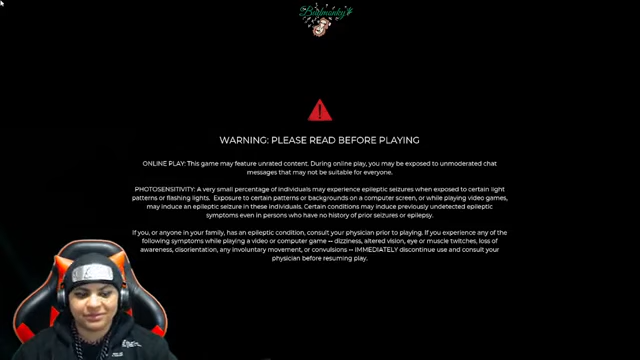 WARNING: PLEASE READ BEFORE PLAYING
ONLINE PLAY: This game may feature unrated content. During online play, you may be exposed to unmoderated chat
messages that may not be suitable for everyone.
PHOTOSENSITIVITY: A very small percentage of individuals may experience epileptic seizures when exposed to certain light
patterns or flashing lights. Exposure to certain patterns or backgrounds on a computer screen, or while playing video games,
may induce an epileptic seizure in these individuals. Certain conditions may induce previously undetected epileptic
symptoms even in persons who have no history of prior seizures or epilepsy.
If you, or anyone in your family, has an epileptic condition, consult your physician prior to playing. If you experience any of the
following symptoms while playing a video or computer game -- dizziness, altered vision, eye or muscle twitches, loss of
awareness, disorientation, any involuntary movement, or convulsions -- IMMEDIATELY discontinue use and consult your
physician before resuming play.